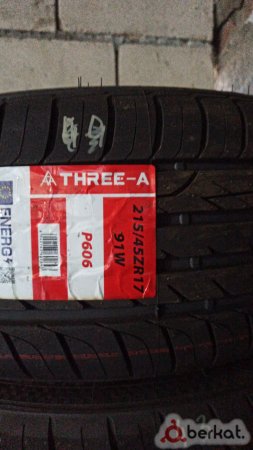 THREE-A
215/45ZR17
91W
P606
ENERG
berkat.